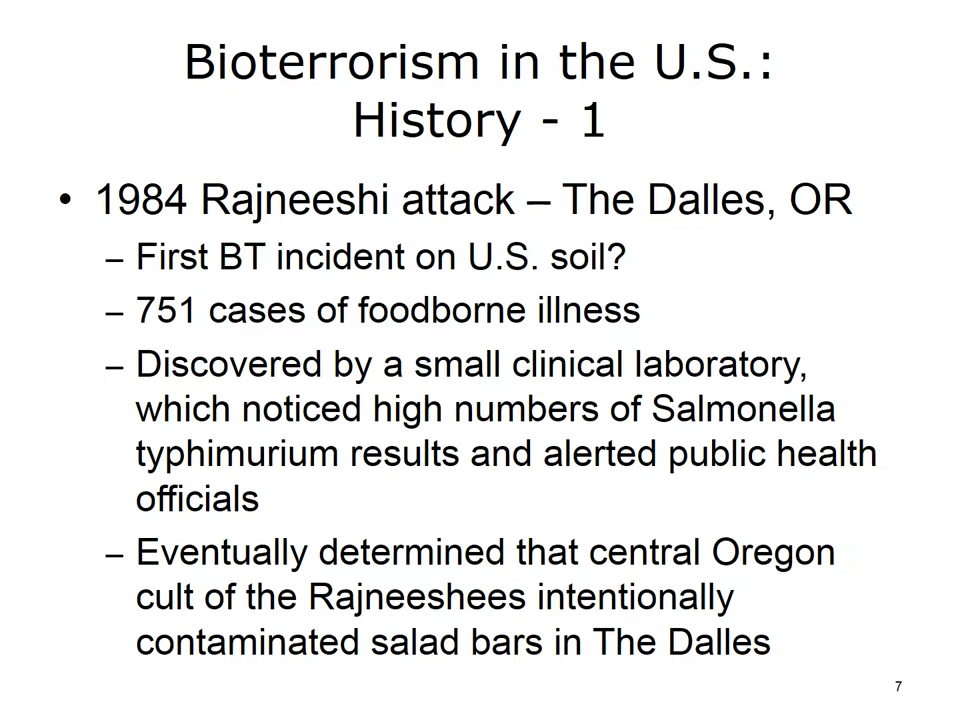 Bioterrorism in the U.S.:
History - 1
• 1984 Rajneeshi attack – The Dalles, OR
– First BT incident on U.S. soil?
– 751 cases of foodborne illness
– Discovered by a small clinical laboratory,
which noticed high numbers of Salmonella
typhimurium results and alerted public health
officials
– Eventually determined that central Oregon
cult of the Rajneeshees intentionally
contaminated salad bars in The Dalles
7